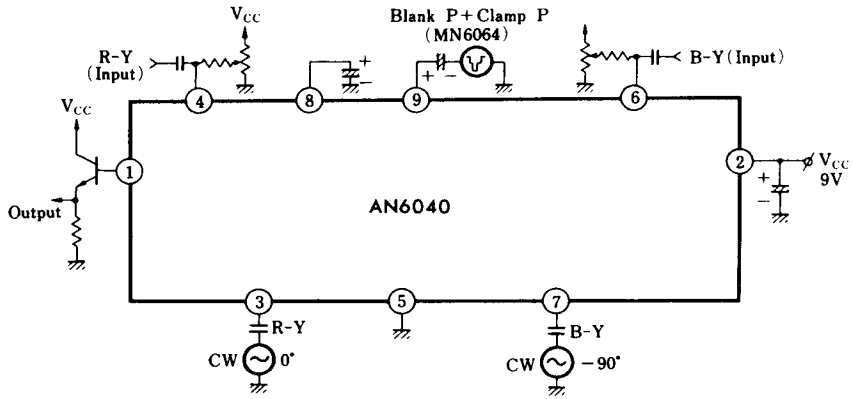 Blank P + Clamp P
(MN6064)
VCC
R-Y
(Input)
B-Y(Input)
+
−
+ −
4
8
9
6
VCC
1
2
VCC
9V
+
−
Output
AN6040
3
5
7
R-Y
B-Y
CW
0°
CW
−90°